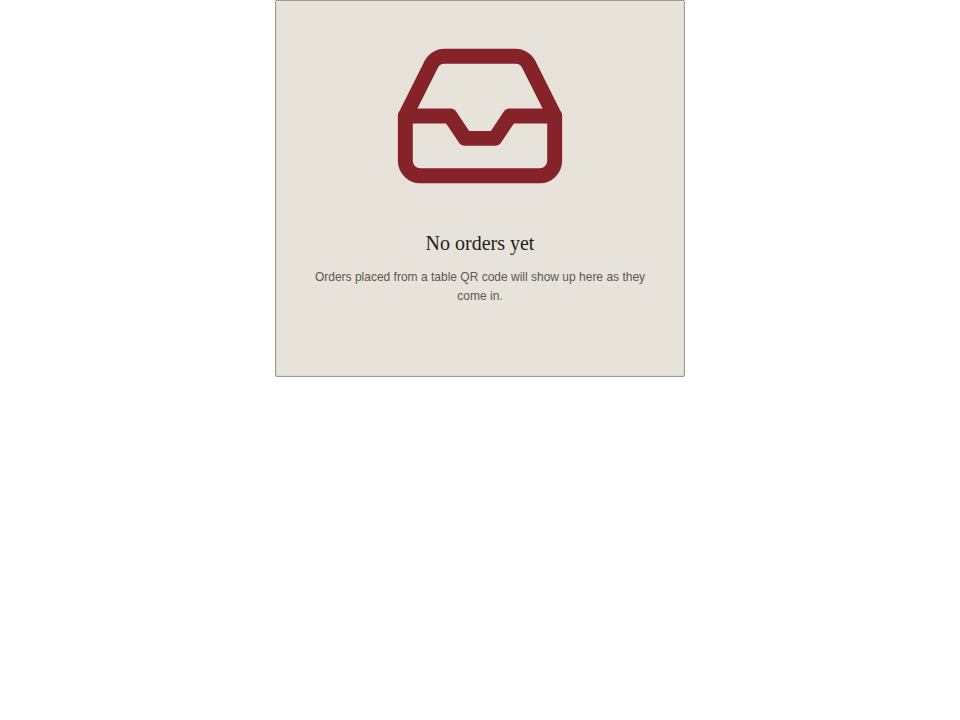 No orders yet
Orders placed from a table QR code will show up here as they
come in.